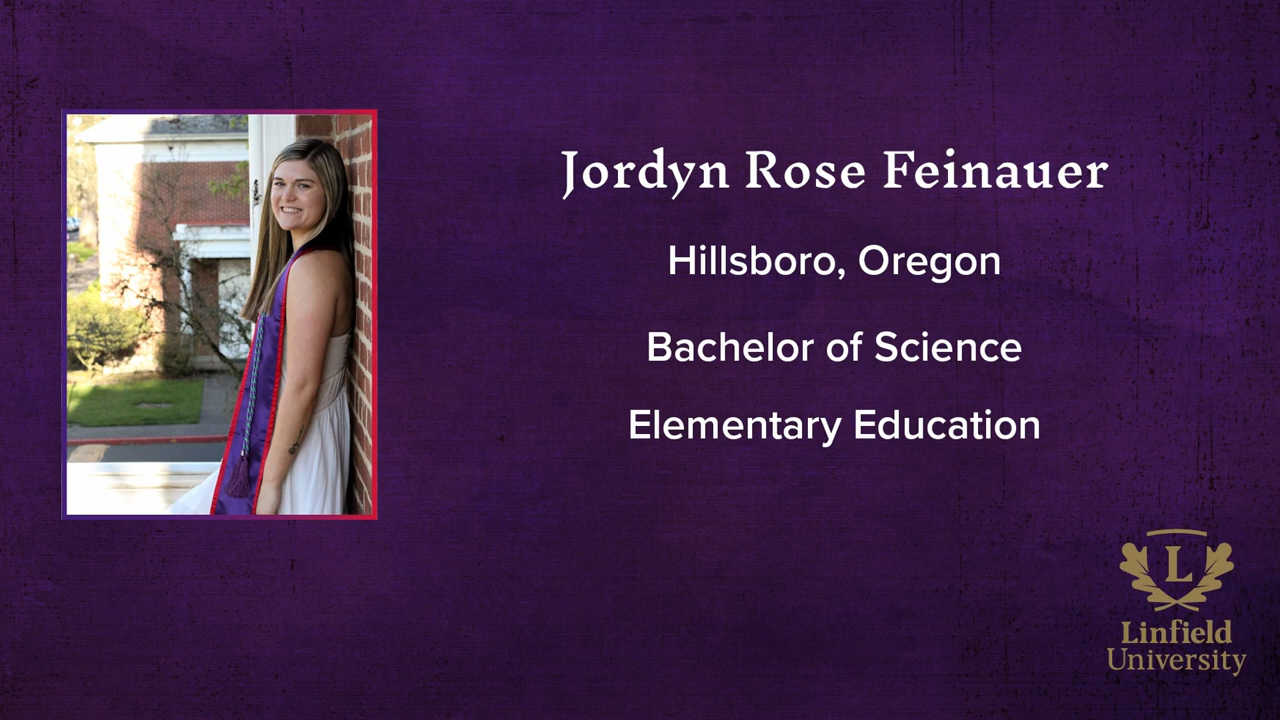 Jordyn Rose Feinauer
Hillsboro, Oregon
Bachelor of Science
Elementary Education
L
Linfield
University